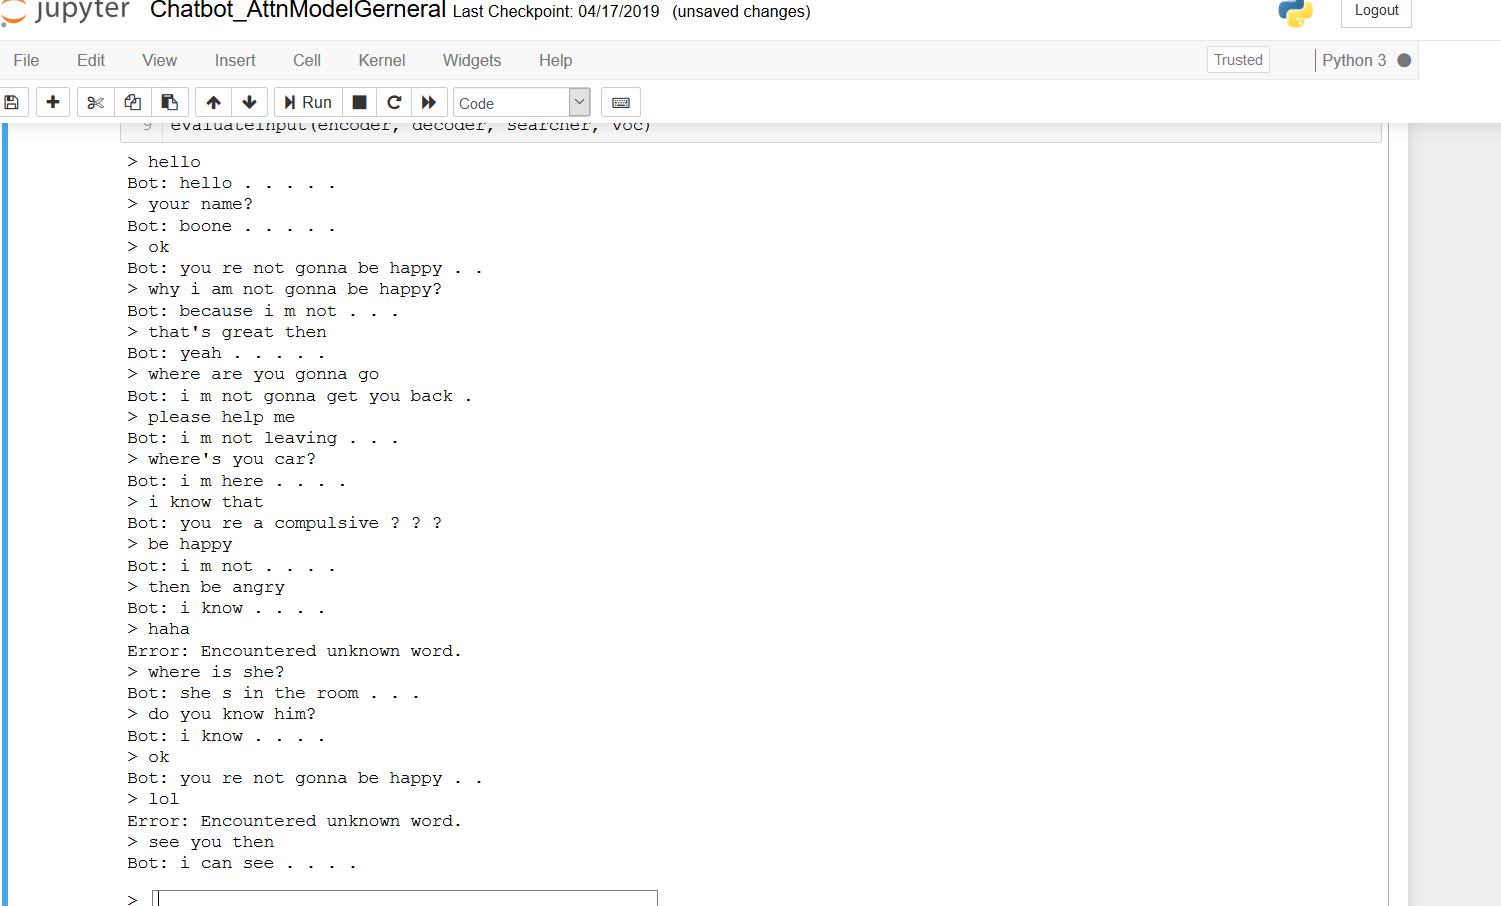 jupyter Chatbot_AttnModelGerneral Last Checkpoint: 04/17/2019 (unsaved changes) Logout
File Edit View Insert Cell Kernel Widgets Help Trusted Python 3
Run Code
9 evaluateInput(encoder, decoder, searcher, voc)
> hello
Bot: hello . . . . .
> your name?
Bot: boone . . . . .
> ok
Bot: you re not gonna be happy . .
> why i am not gonna be happy?
Bot: because i m not . . .
> that's great then
Bot: yeah . . . . .
> where are you gonna go
Bot: i m not gonna get you back .
> please help me
Bot: i m not leaving . . .
> where's you car?
Bot: i m here . . . .
> i know that
Bot: you re a compulsive ? ? ?
> be happy
Bot: i m not . . . .
> then be angry
Bot: i know . . . .
> haha
Error: Encountered unknown word.
> where is she?
Bot: she s in the room . . .
> do you know him?
Bot: i know . . . .
> ok
Bot: you re not gonna be happy . .
> lol
Error: Encountered unknown word.
> see you then
Bot: i can see . . . .
>